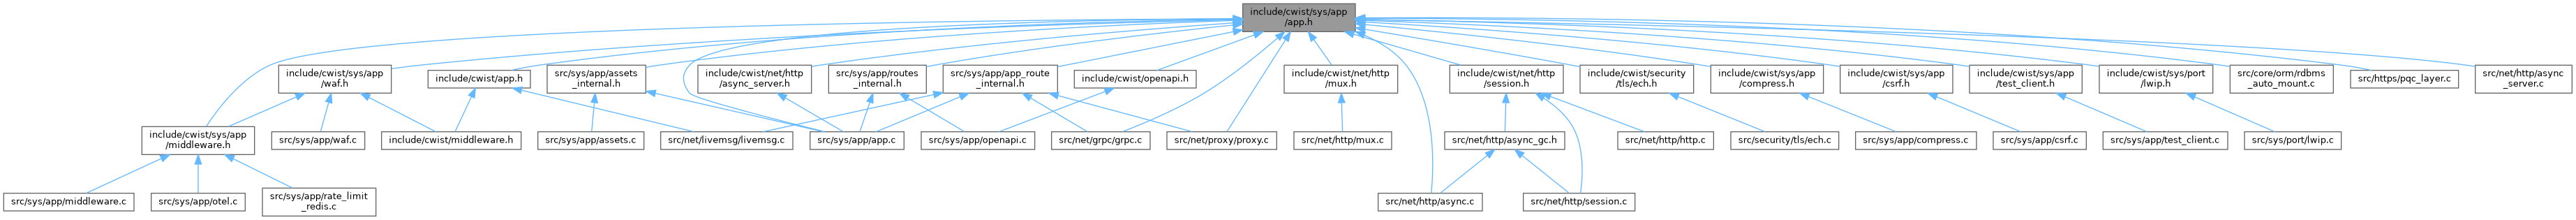 include/cwist/sys/app
/app.h
include/cwist/sys/app
/waf.h
include/cwist/app.h
src/sys/app/assets
_internal.h
include/cwist/net/http
/async_server.h
src/sys/app/routes
_internal.h
src/sys/app/app_route
_internal.h
include/cwist/openapi.h
include/cwist/net/http
/mux.h
include/cwist/net/http
/session.h
include/cwist/security
/tls/ech.h
include/cwist/sys/app
/compress.h
include/cwist/sys/app
/csrf.h
include/cwist/sys/app
/test_client.h
include/cwist/sys/port
/lwip.h
src/core/orm/rdbms
_auto_mount.c
src/https/pqc_layer.c
src/net/http/async
_server.c
include/cwist/sys/app
/middleware.h
src/sys/app/waf.c
include/cwist/middleware.h
src/sys/app/assets.c
src/net/livemsg/livemsg.c
src/sys/app/app.c
src/sys/app/openapi.c
src/net/grpc/grpc.c
src/net/proxy/proxy.c
src/net/http/mux.c
src/net/http/async_gc.h
src/net/http/http.c
src/security/tls/ech.c
src/sys/app/compress.c
src/sys/app/csrf.c
src/sys/app/test_client.c
src/sys/port/lwip.c
src/sys/app/middleware.c
src/sys/app/otel.c
src/sys/app/rate_limit
_redis.c
src/net/http/async.c
src/net/http/session.c